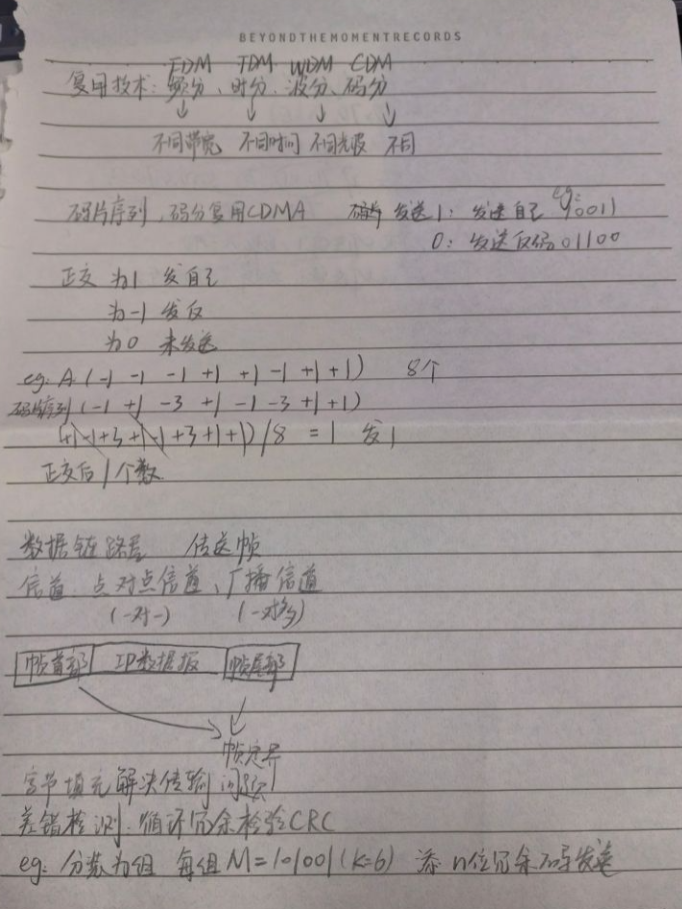 BEYONDTHEMOMENTRECORDS
FDM TDM WDM CDM
复用技术：频分、时分、波分、码分
不同带宽 不同时间 不同光波 不同
码片序列，码分复用CDMA 发送1：发送自己 eg:10011
0：发送反码01100
正交 为1 发自己
为-1 发反
为0 未发送
eg: A (-1 -1 -1 +1 +1 -1 +1 +1) 8个
码片序列 (-1 +1 -3 +1 -1 -3 +1 +1)
(+1-1+3+1-1+3+1+1)/8 = 1 发1
正交后/个数
数据链路层 传送帧
信道：点对点信道、广播信道
(一对一) (一对多)
帧首部 IP数据报 帧尾部
帧定界
字节填充解决传输问题
差错检测：循环冗余检验CRC
eg: 分数为组 每组M=101001(k=6) 添n位冗余码发送